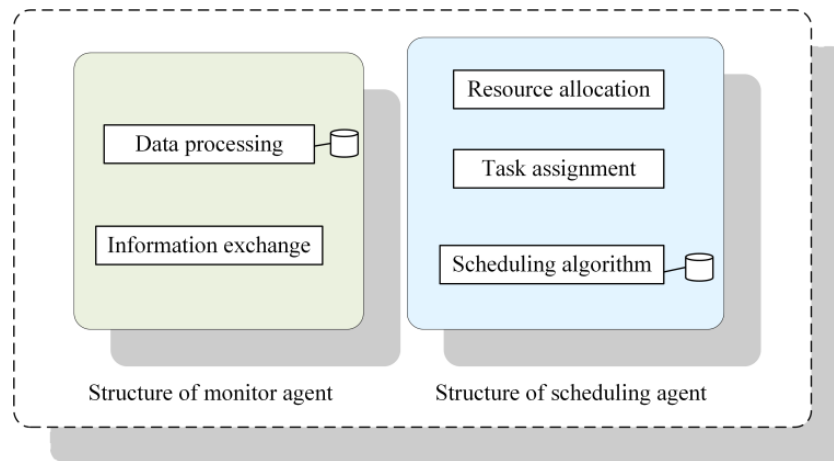 Data processing
Information exchange
Structure of monitor agent
Resource allocation
Task assignment
Scheduling algorithm
Structure of scheduling agent